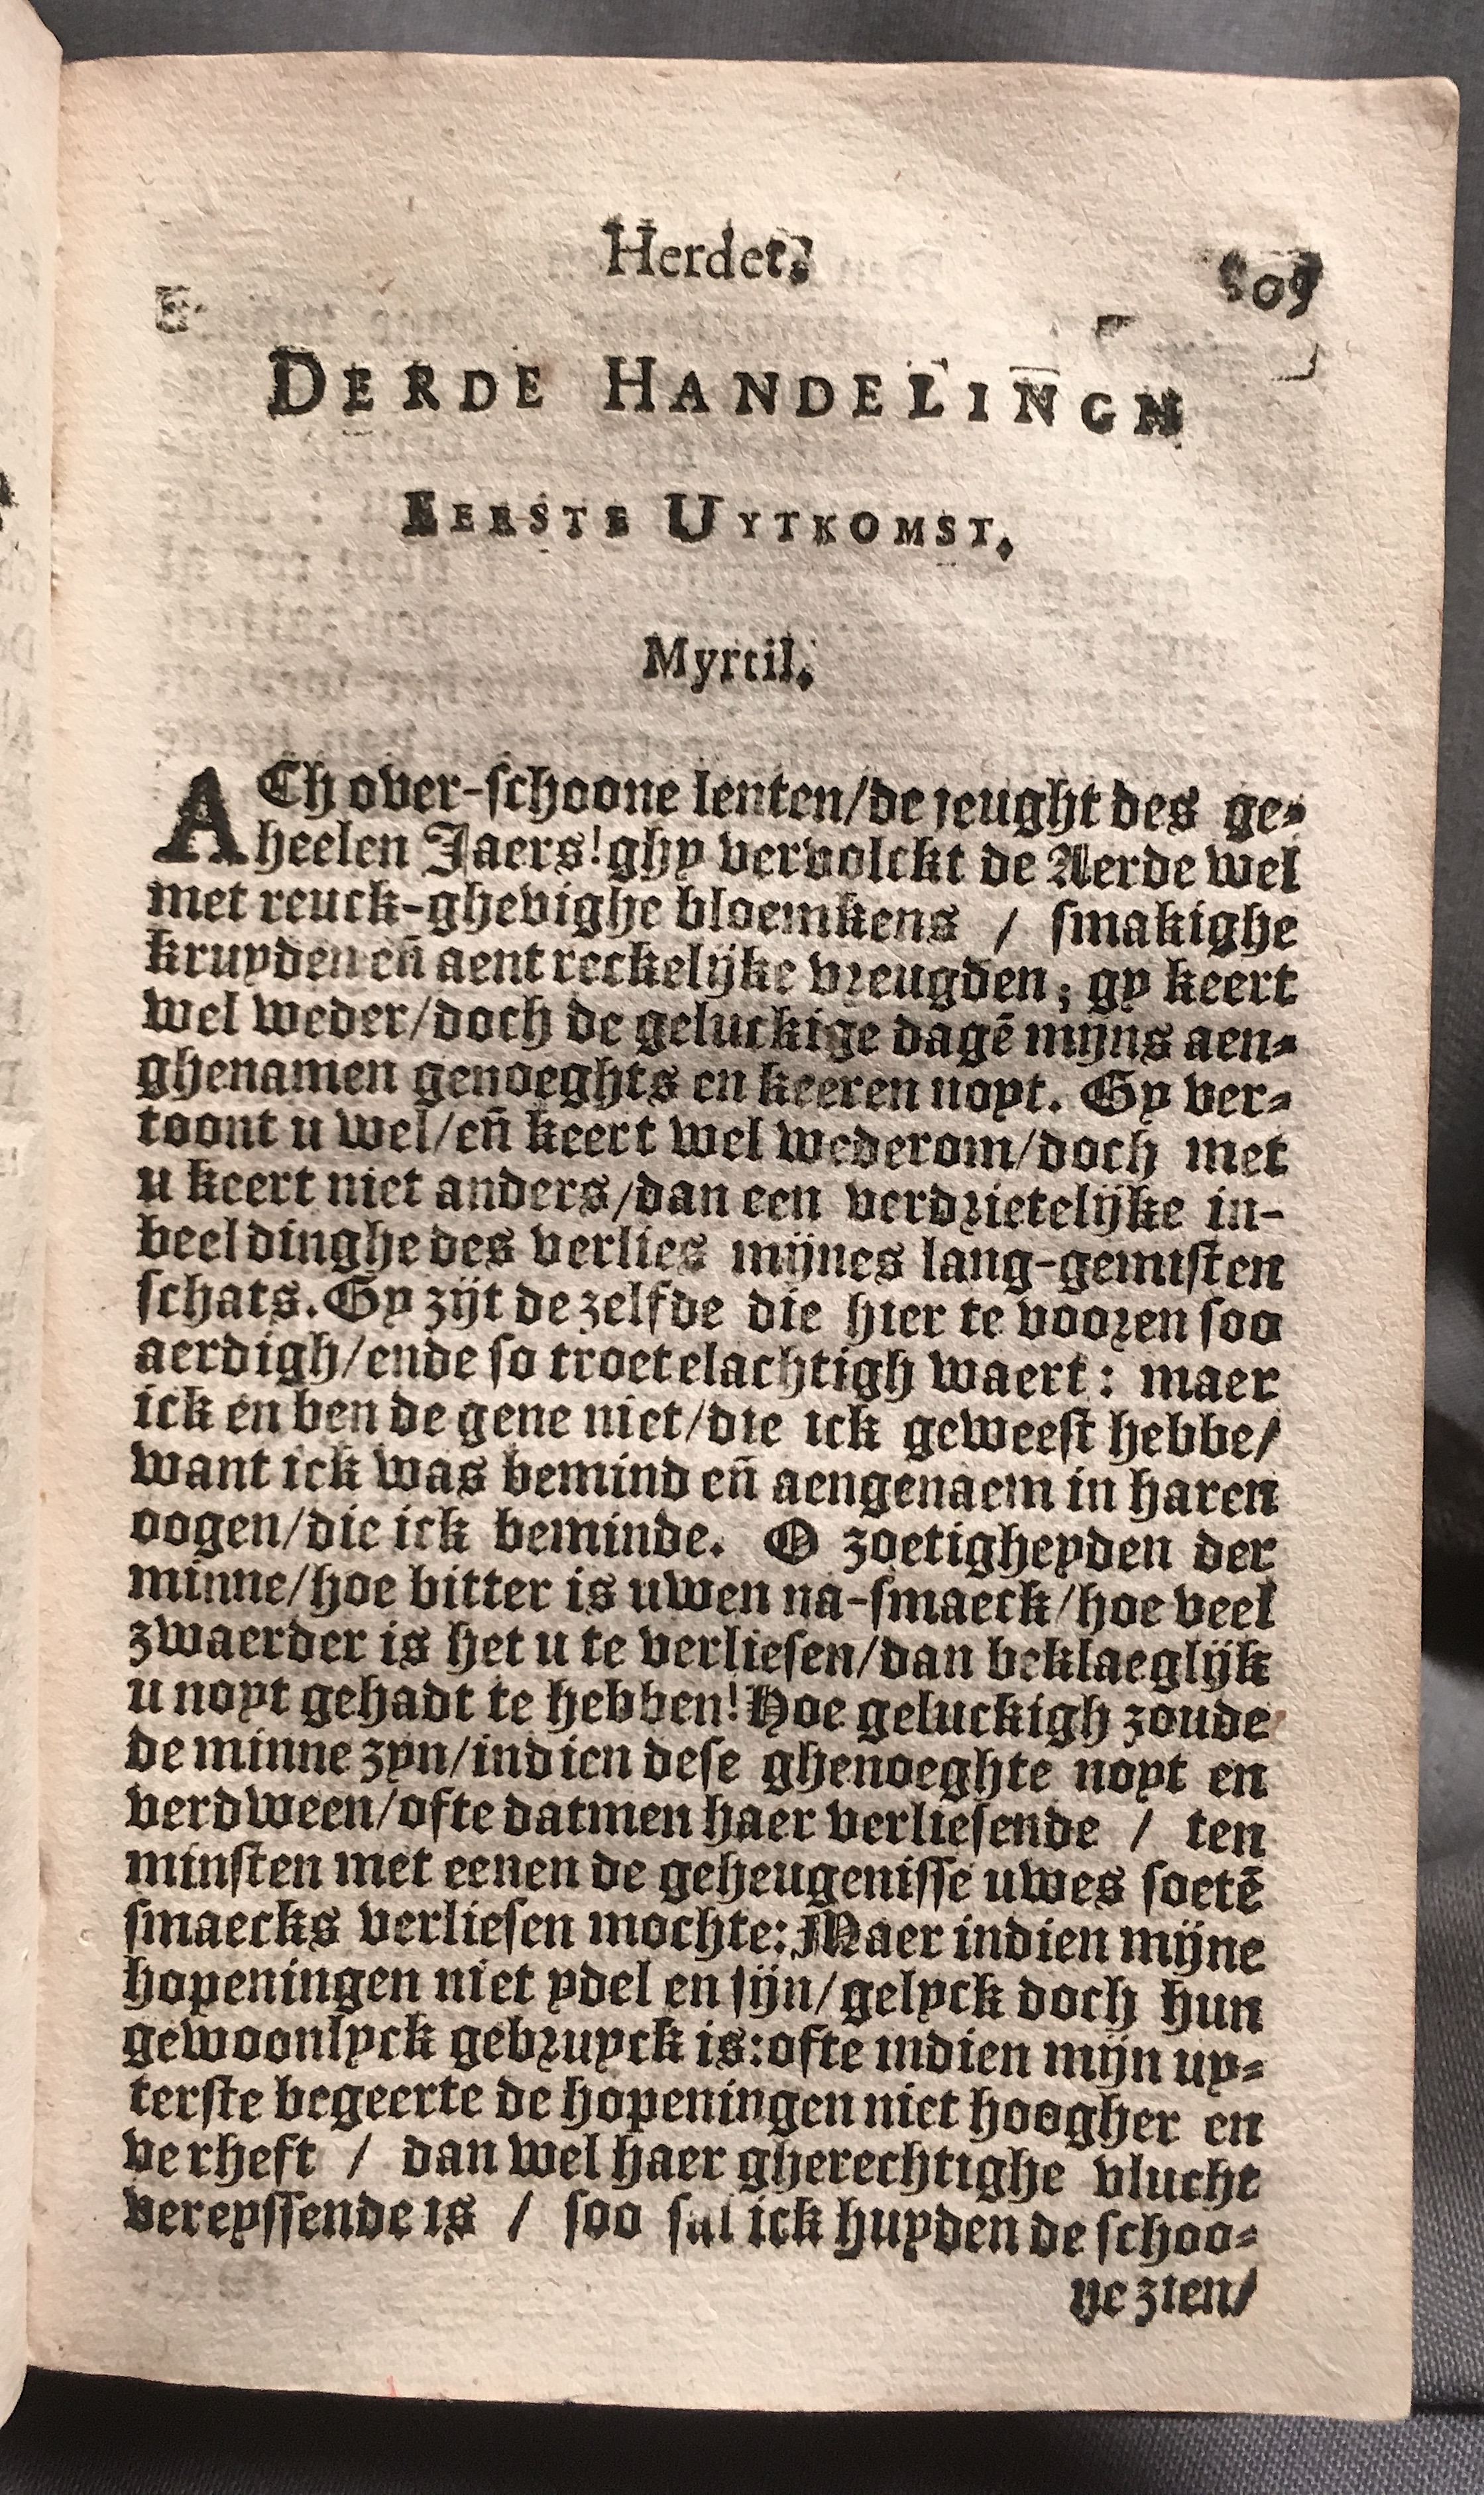 Herder.
109
DERDE HANDELINGN
EERSTE UYTKOMST.
Myrtil.
ACh over-schoone lenten/de jeught des ge-
heelen Jaers! ghy vervolckt de Aerde wel
met reuck-ghevighe bloemkens / smakighe
kruyden eñ aentreckelijke vreugden; gy keert
wel weder/doch de geluckige dagē mijns aen-
ghenamen genoeghts en keeren noyt. Gy ver-
toont u wel/eñ keert wel wederom/doch met
u keert niet anders/dan een verdrietelijke in-
beeldinghe des verlies mijnes lang-gemisten
schats. Gy zijt de zelfde die hier te vooren soo
aerdigh/ende so troetelachtigh waert: maer
ick en ben de gene niet/die ick geweest hebbe/
want ick was bemind eñ aengenaem in haren
oogen/die ick beminde. O zoetigheyden der
minne/hoe bitter is uwen na-smaeck/hoe veel
zwaerder is het u te verliesen/dan beklaeglijk
u noyt gehadt te hebben! Hoe geluckigh zoude
de minne zyn/indien dese ghenoeghte noyt en
verdween/ofte datmen haer verliesende / ten
minsten met eenen de geheugenisse uwes soetē
smaecks verliesen mochte: Maer indien mijne
hopeningen niet ydel en sijn/gelyck doch hun
gewoonlyck gebruyck is: ofte indien mijn uy-
terste begeerte de hopeningen niet hoogher en
verheft / dan wel haer gherechtighe vlucht
vereyssende is / soo sal ick huyden de schoo-
ne zien/